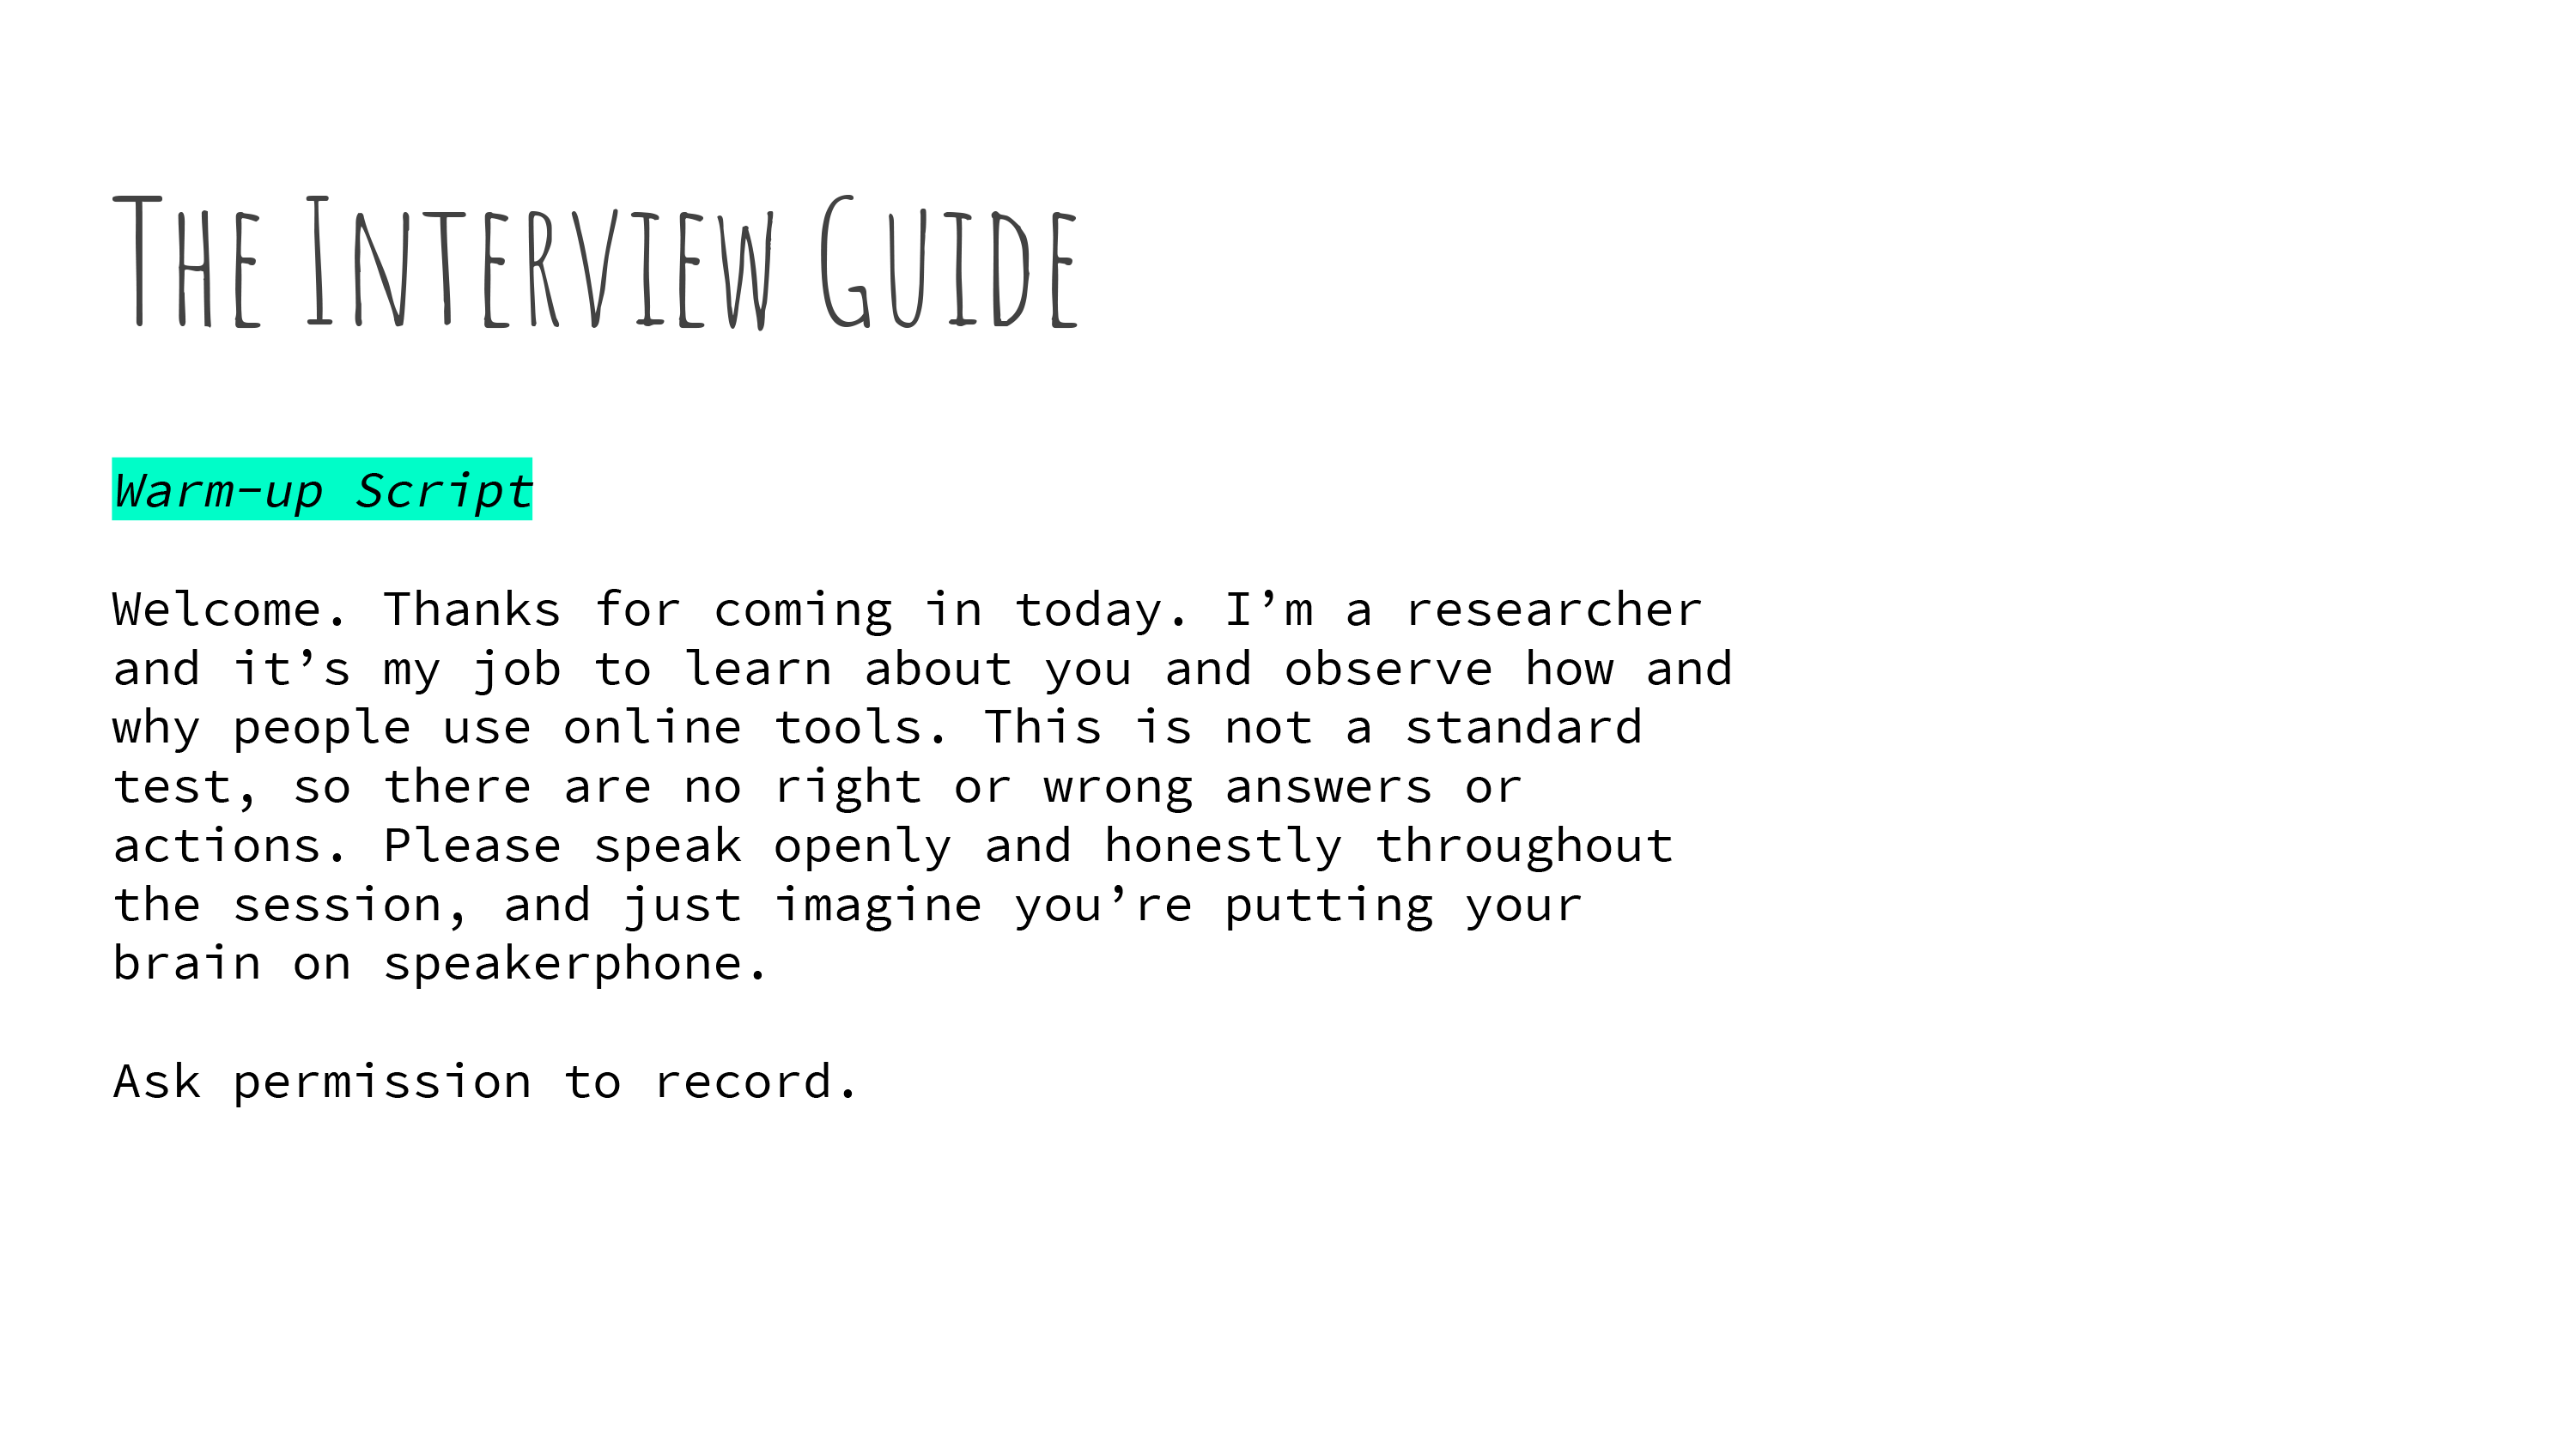 The Interview Guide
Warm-up Script
Welcome. Thanks for coming in today. I’m a researcher
and it’s my job to learn about you and observe how and
why people use online tools. This is not a standard
test, so there are no right or wrong answers or
actions. Please speak openly and honestly throughout
the session, and just imagine you’re putting your
brain on speakerphone.
Ask permission to record.